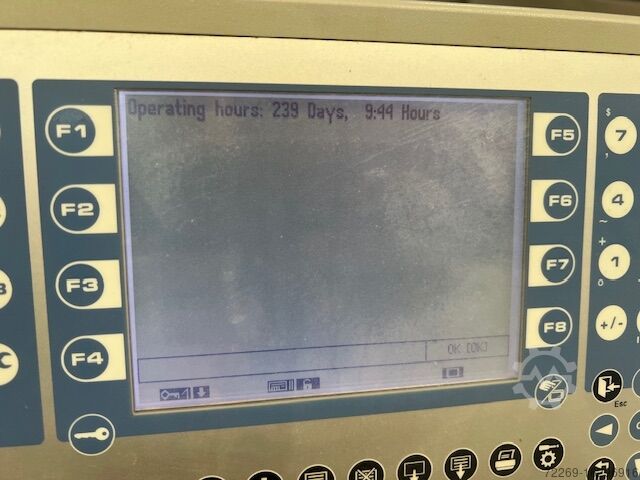 Operating hours: 239 Days, 9:44 Hours
F1
F5
$
7
,
F2
F6
4
~
+
F3
F7
1
F4
F8
+/-
OK [OK]
Esc